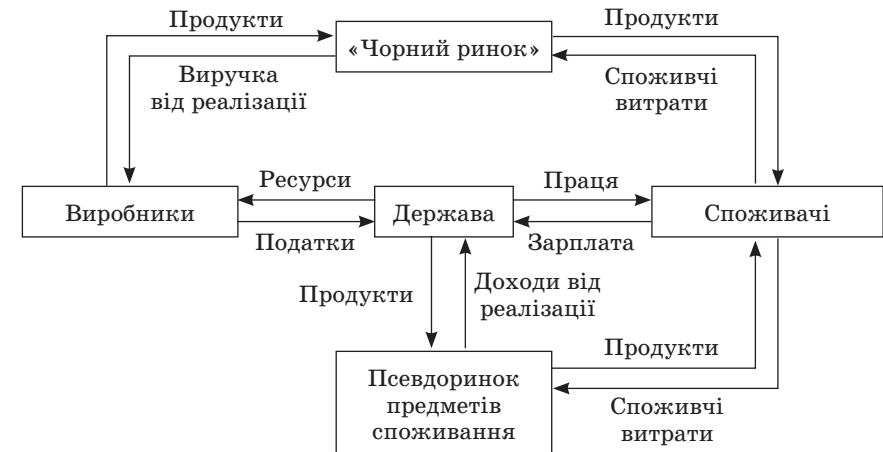 Продукти
Продукти
«Чорний ринок»
Виручка
від реалізації
Споживчі
витрати
Ресурси
Праця
Виробники
Держава
Споживачі
Податки
Зарплата
Продукти
Доходи від
реалізації
Продукти
Псевдоринок
предметів
споживання
Споживчі
витрати